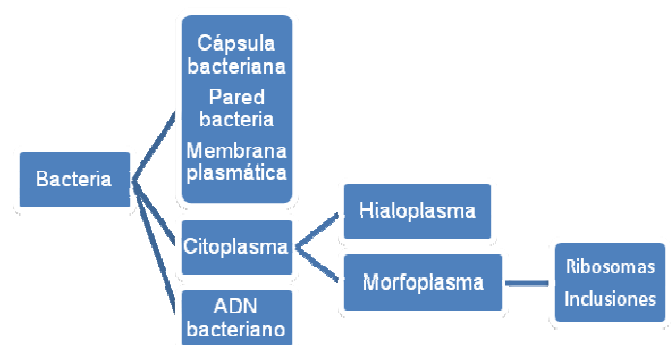 Bacteria
Cápsula
bacteriana
Pared
bacteria
Membrana
plasmática
Citoplasma
ADN
bacteriano
Hialoplasma
Morfoplasma
Ribosomas
Inclusiones